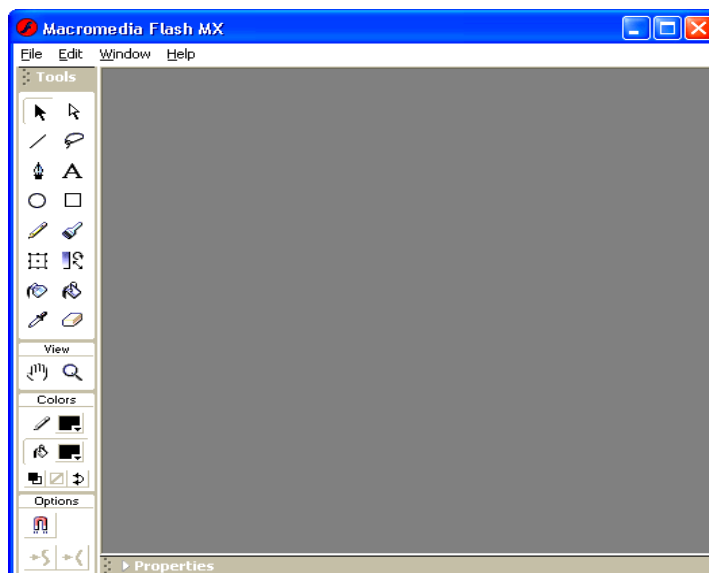 Macromedia Flash MX
File Edit Window Help
Tools
A
View
Colors
Options
Properties